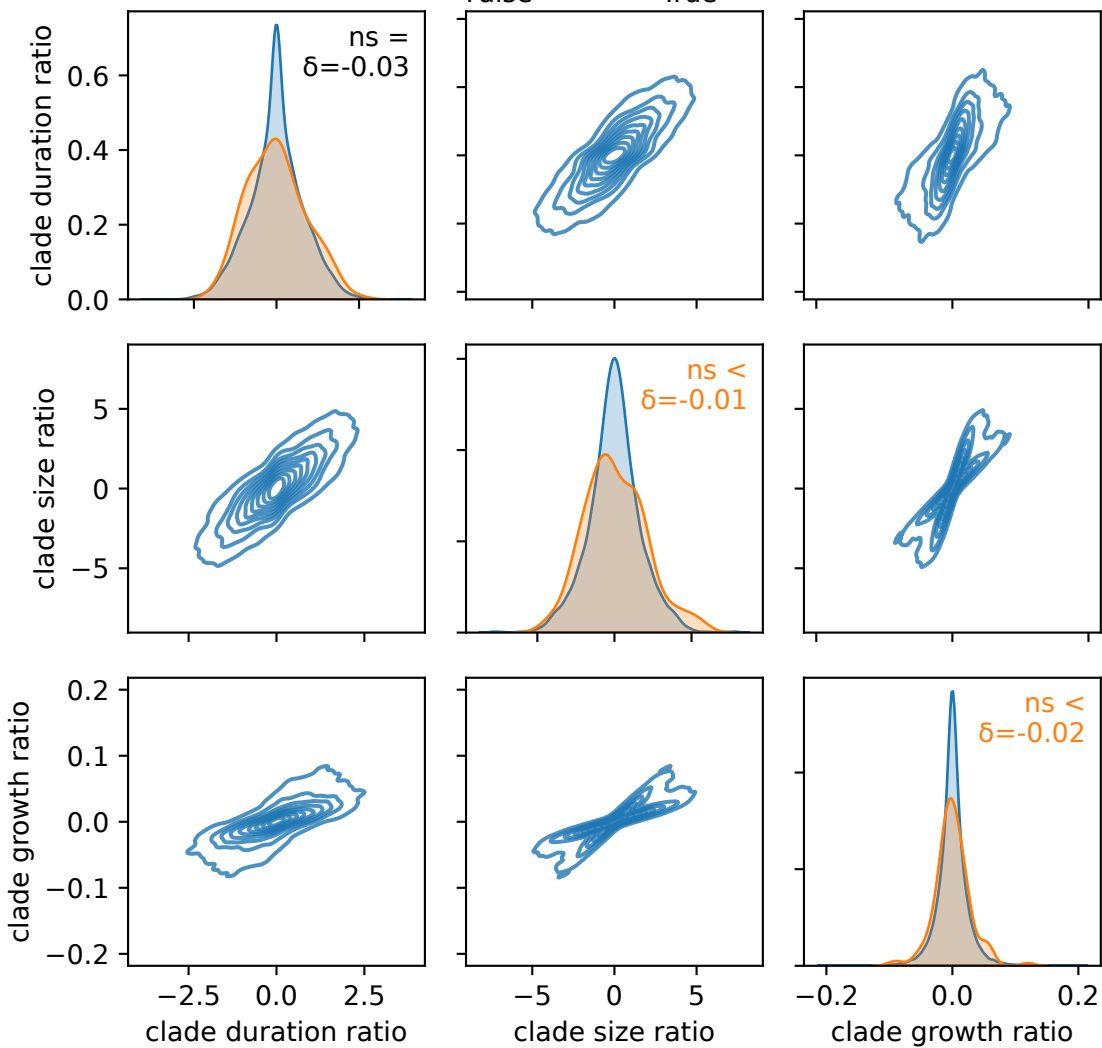 clade duration ratio
0.6
0.4
0.2
0.0
ns =
δ=-0.03
clade size ratio
5
0
−5
ns <
δ=-0.01
clade growth ratio
0.2
0.1
0.0
−0.1
−0.2
ns <
δ=-0.02
−2.5 0.0 2.5
−5 0 5
−0.2 0.0 0.2
clade duration ratio
clade size ratio
clade growth ratio